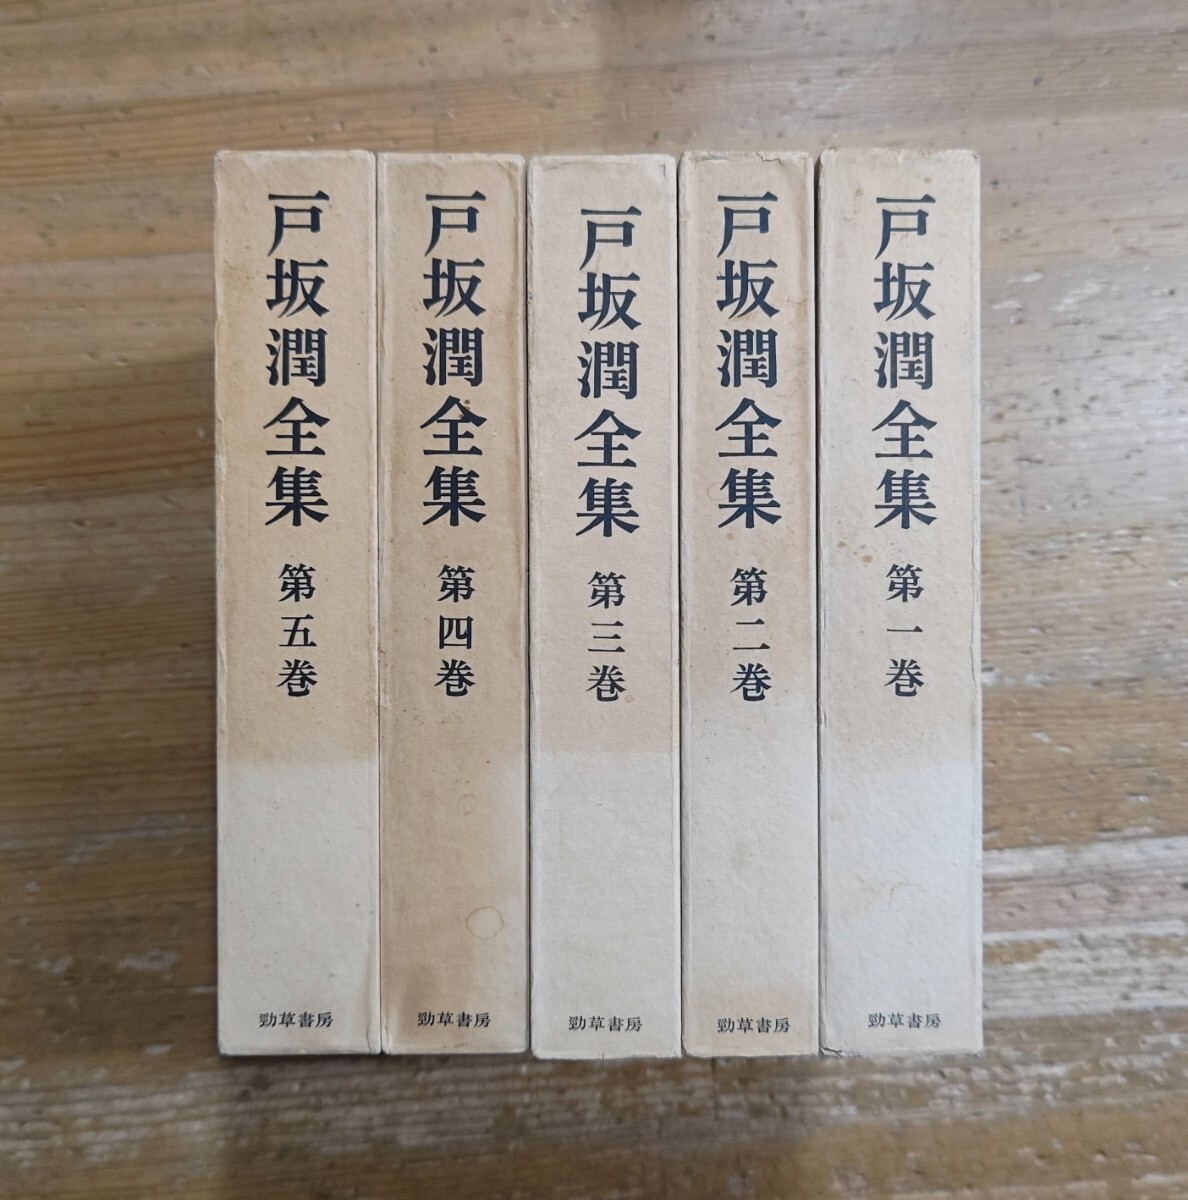 戸坂潤全集 第一巻
勁草書房
戸坂潤全集 第二巻
勁草書房
戸坂潤全集 第三巻
勁草書房
戸坂潤全集 第四巻
勁草書房
戸坂潤全集 第五巻
勁草書房